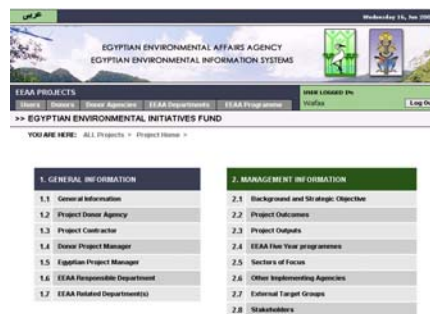 عربى
Wednesday 16, Jun 200
EGYPTIAN ENVIRONMENTAL AFFAIRS AGENCY
EGYPTIAN ENVIRONMENTAL INFORMATION SYSTEMS
EEAA PROJECTS
USER LOGGED IN:
Users Donors Donor Agencies EEAA Departments EEAA Programme
Wafaa
Log Ou
>> EGYPTIAN ENVIRONMENTAL INITIATIVES FUND
YOU ARE HERE: ALL Projects > Project Home >
1. GENERAL INFORMATION
1.1 General Information
1.2 Project Donor Agency
1.3 Project Contractor
1.4 Donor Project Manager
1.5 Egyptian Project Manager
1.6 EEAA Responsible Department
1.7 EEAA Related Department(s)
2. MANAGEMENT INFORMATION
2.1 Background and Strategic Objective
2.2 Project Outcomes
2.3 Project Outputs
2.4 EEAA Five Year programmes
2.5 Sectors of Focus
2.6 Other Implementing Agencies
2.7 External Target Groups
2.8 Stakeholders